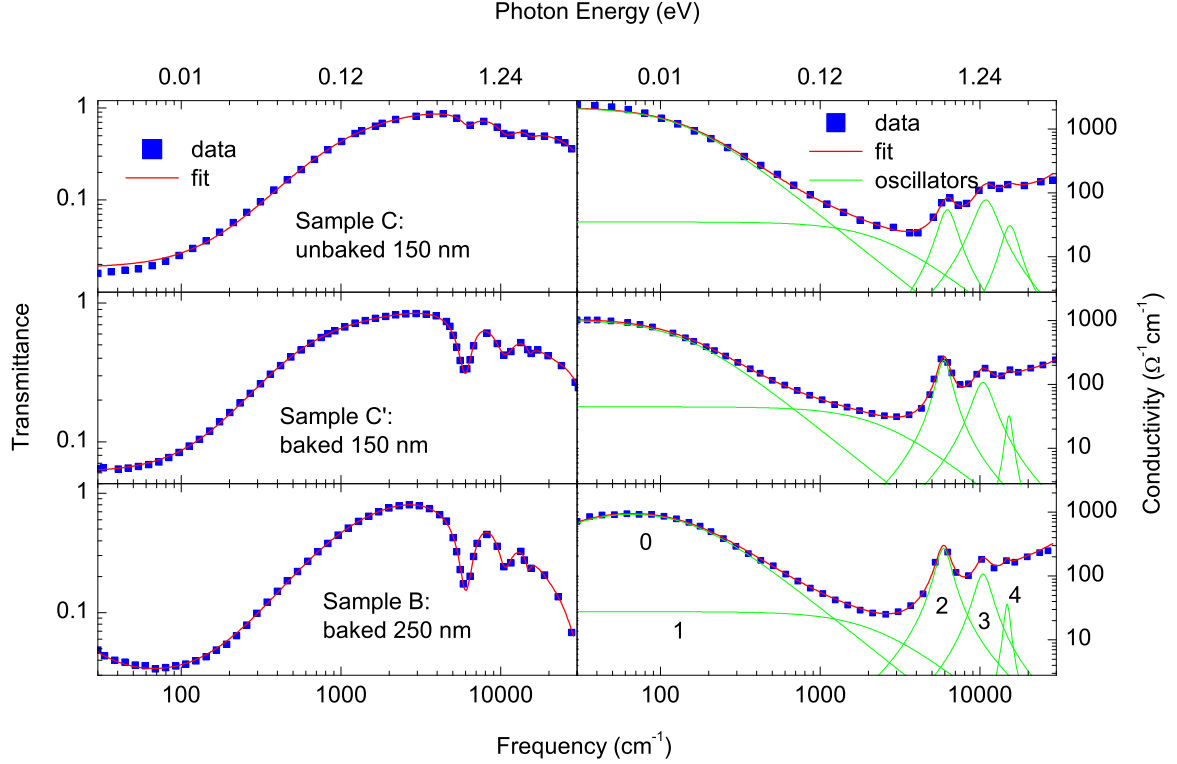 Photon Energy (eV)
0.01 0.12 1.24 0.01 0.12 1.24
1
data
fit
0.1
Sample C:
unbaked 150 nm
data
fit
oscillators
1000
100
10
1
Sample C':
baked 150 nm
0.1
1000
100
10
1
Sample B:
baked 250 nm
0.1
0
1
2
3
4
1000
100
10
Transmittance
Conductivity (Ω⁻¹cm⁻¹)
100 1000 10000 100 1000 10000
Frequency (cm⁻¹)